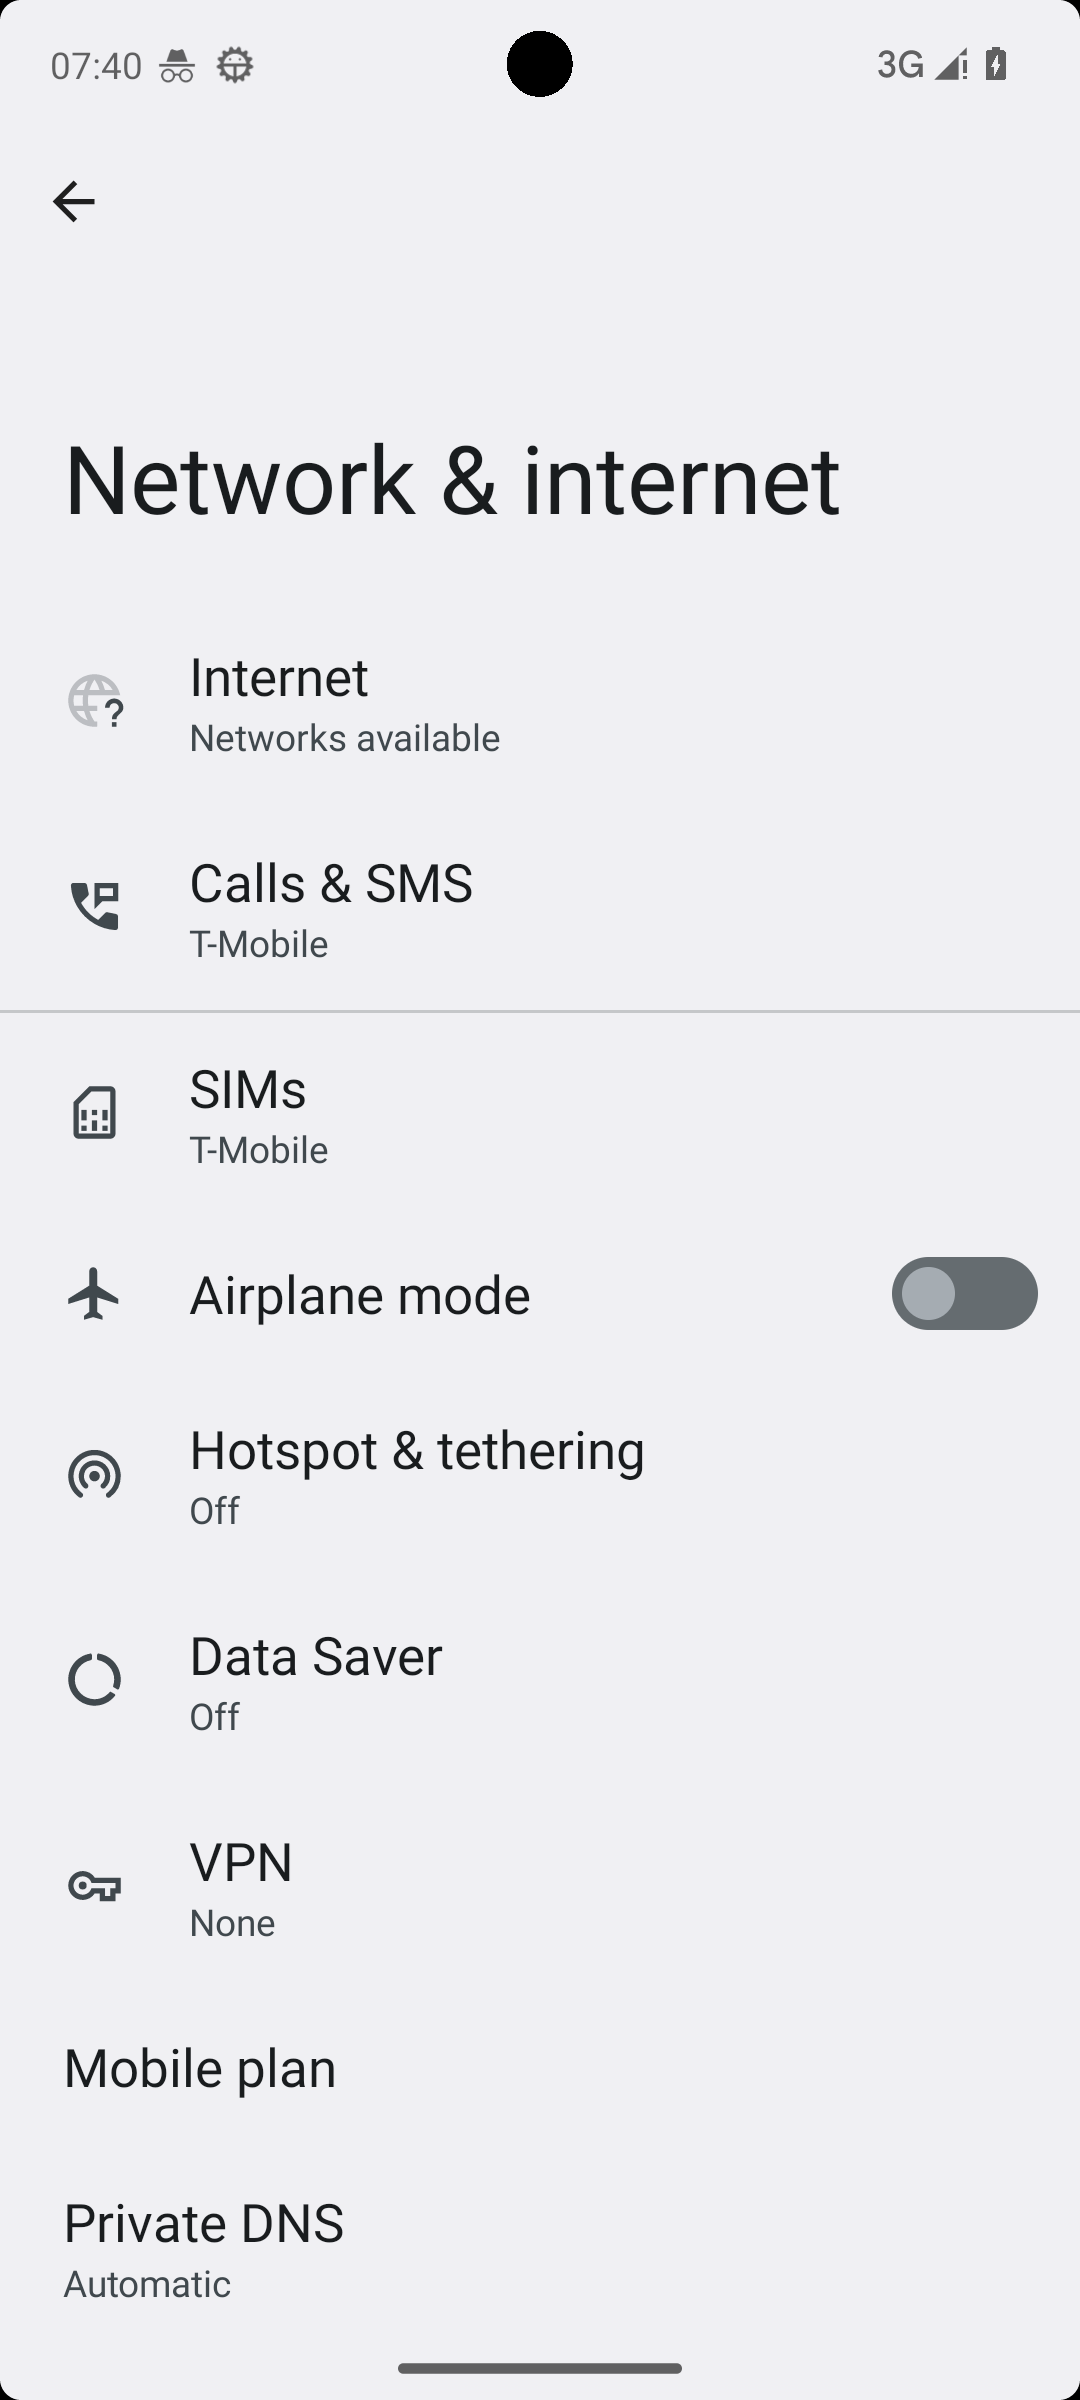 07:40
3G
Network & internet
Internet
Networks available
Calls & SMS
T-Mobile
SIMs
T-Mobile
Airplane mode
Hotspot & tethering
Off
Data Saver
Off
VPN
None
Mobile plan
Private DNS
Automatic